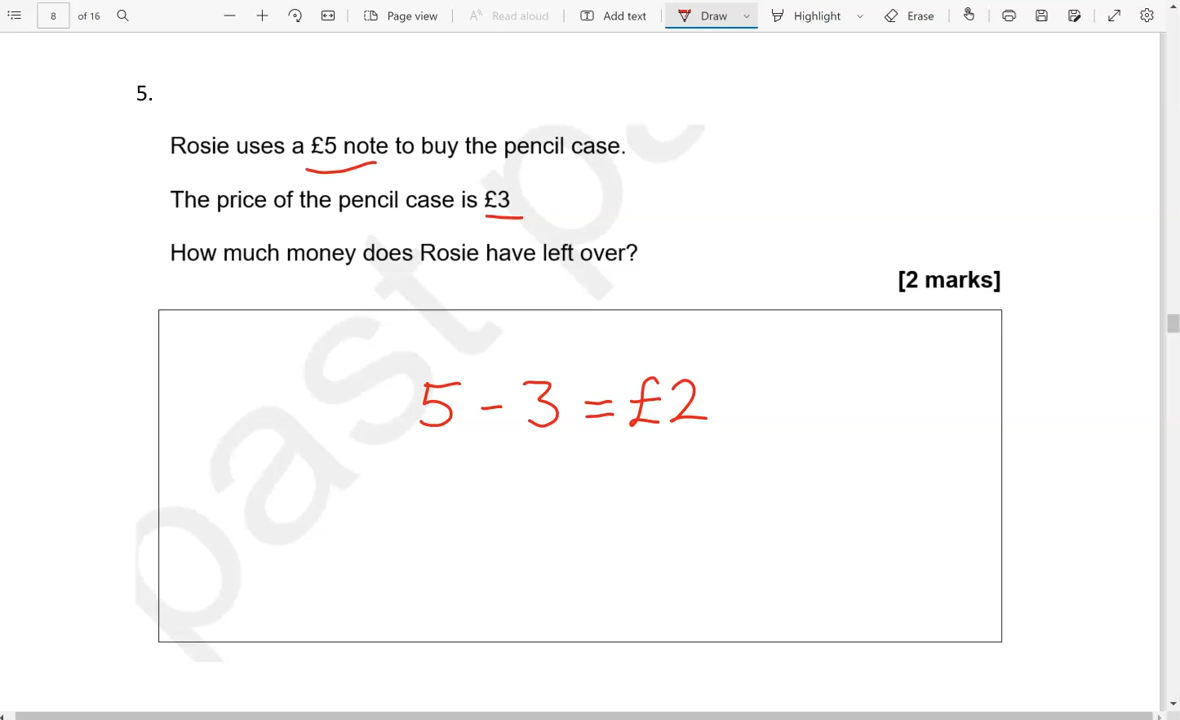 8 of 16 Page view Read aloud Add text Draw Highlight Erase
5.
Rosie uses a £5 note to buy the pencil case.
The price of the pencil case is £3
How much money does Rosie have left over?
[2 marks]
5 - 3 = £2
past pa